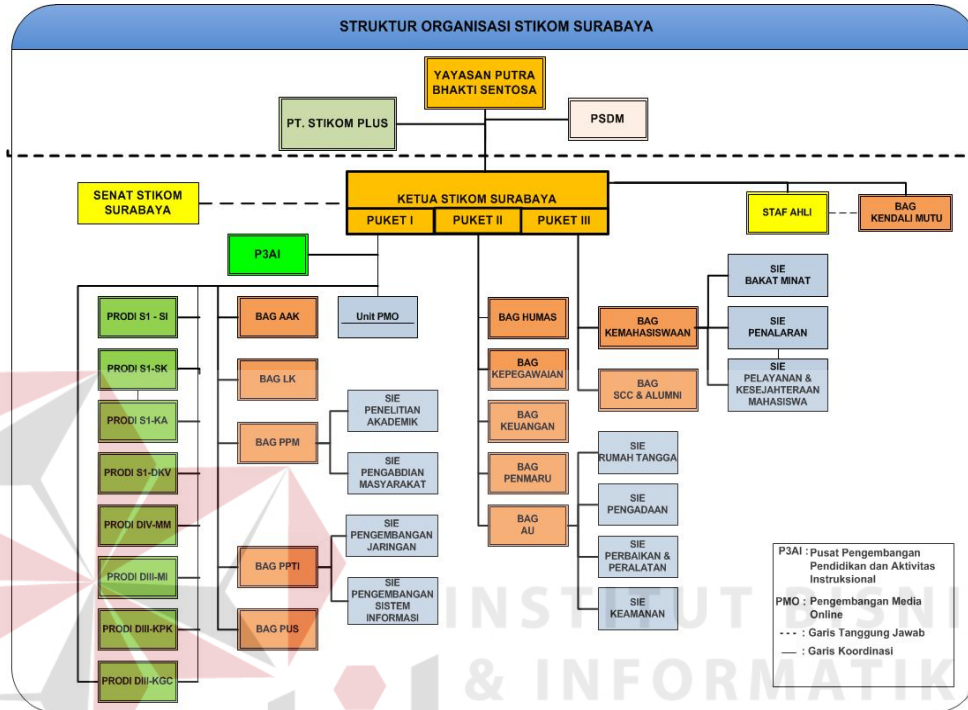 STRUKTUR ORGANISASI STIKOM SURABAYA
YAYASAN PUTRA
BHAKTI SENTOSA
PT. STIKOM PLUS
PSDM
SENAT STIKOM
SURABAYA
KETUA STIKOM SURABAYA
PUKET I
PUKET II
PUKET III
STAF AHLI
BAG
KENDALI MUTU
P3AI
PRODI S1 - SI
PRODI S1-SK
PRODI S1-KA
PRODI S1-DKV
PRODI DIV-MM
PRODI DIII-MI
PRODI DIII-KPK
PRODI DIII-KGC
BAG AAK
BAG LK
BAG PPM
BAG PPTI
BAG PUS
Unit PMO
SIE
PENELITIAN
AKADEMIK
SIE
PENGABDIAN
MASYARAKAT
SIE
PENGEMBANGAN
JARINGAN
SIE
PENGEMBANGAN
SISTEM
INFORMASI
BAG HUMAS
BAG
KEPEGAWAIAN
BAG
KEUANGAN
BAG
PENMARU
BAG
AU
SIE
RUMAH TANGGA
SIE
PENGADAAN
SIE
PERBAIKAN &
PERALATAN
SIE
KEAMANAN
BAG
KEMAHASISWAAN
BAG
SCC & ALUMNI
SIE
BAKAT MINAT
SIE
PENALARAN
SIE
PELAYANAN &
KESEJAHTERAAN
MAHASISWA
P3AI : Pusat Pengembangan
Pendidikan dan Aktivitas
Instruksional
PMO : Pengembangan Media
Online
---- : Garis Tanggung Jawab
— : Garis Koordinasi
INSTITUT BISNI
& INFORMATIK